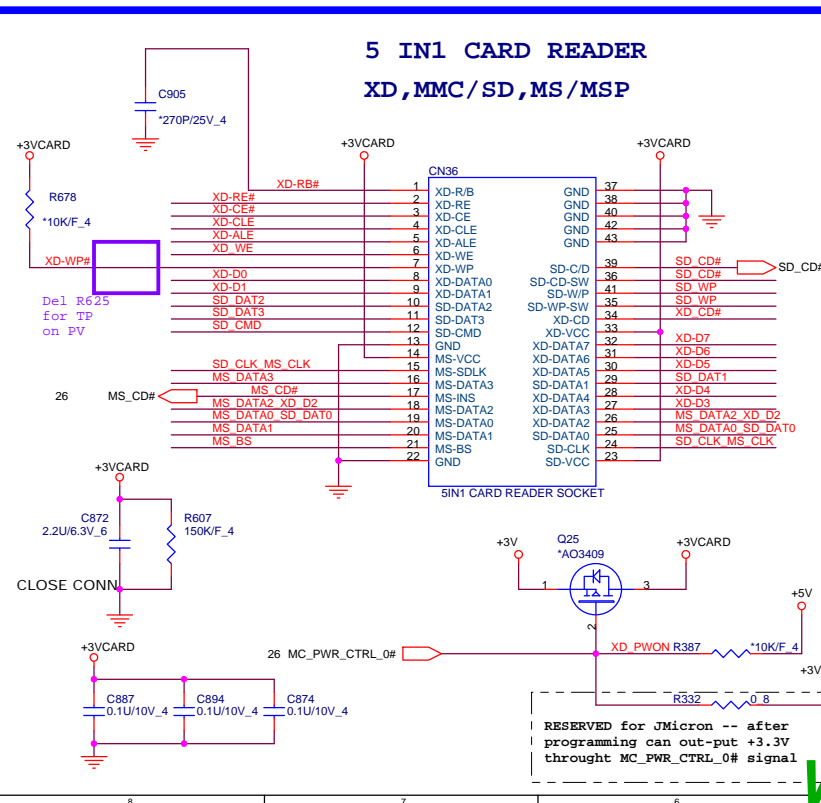 5 IN1 CARD READER
XD,MMC/SD,MS/MSP
C905
*270P/25V_4
+3VCARD
R678
*10K/F_4
XD-WP#
Del R625
for TP
on PV
+3VCARD
+3VCARD
CN36
XD-RB# 1 XD-R/B
XD-RE# 2 XD-RE
XD-CE# 3 XD-CE
XD-CLE 4 XD-CLE
XD-ALE 5 XD-ALE
XD_WE 6 XD-WE
7 XD-WP
XD-D0 8 XD-DATA0
XD-D1 9 XD-DATA1
SD_DAT2 10 SD-DATA2
SD_DAT3 11 SD-DAT3
SD_CMD 12 SD-CMD
13 GND
14 MS-VCC
SD_CLK_MS_CLK 15 MS-SDLK
MS_DATA3 16 MS-DATA3
26 MS_CD# MS_CD# 17 MS-INS
MS_DATA2_XD_D2 18 MS-DATA2
MS_DATA0_SD_DAT0 19 MS-DATA0
MS_DATA1 20 MS-DATA1
MS_BS 21 MS-BS
22 GND
GND 37
GND 38
GND 40
GND 42
GND 43
SD-C/D 39 SD_CD# SD_CD#
SD-CD-SW 36 SD_CD#
SD-W/P 41 SD_WP
SD-WP-SW 35 SD_WP
XD-CD 34 XD_CD#
XD-VCC 33
XD-DATA7 32 XD-D7
XD-DATA6 31 XD-D6
XD-DATA5 30 XD-D5
SD-DATA1 29 SD_DAT1
XD-DATA4 28 XD-D4
XD-DATA3 27 XD-D3
XD-DATA2 26 MS_DATA2_XD_D2
SD-DATA0 25 MS_DATA0_SD_DAT0
SD-CLK 24 SD_CLK_MS_CLK
SD-VCC 23
5IN1 CARD READER SOCKET
+3VCARD
C872
2.2U/6.3V_6
R607
150K/F_4
CLOSE CONN
+3VCARD
C887
0.1U/10V_4
C894
0.1U/10V_4
C874
0.1U/10V_4
+3V
Q25
*AO3409
+3VCARD
1
3
2
+5V
26 MC_PWR_CTRL_0#
XD_PWON R387 *10K/F_4
+3V
R332 0_8
RESERVED for JMicron -- after
programming can out-put +3.3V
throught MC_PWR_CTRL_0# signal
8 7 6